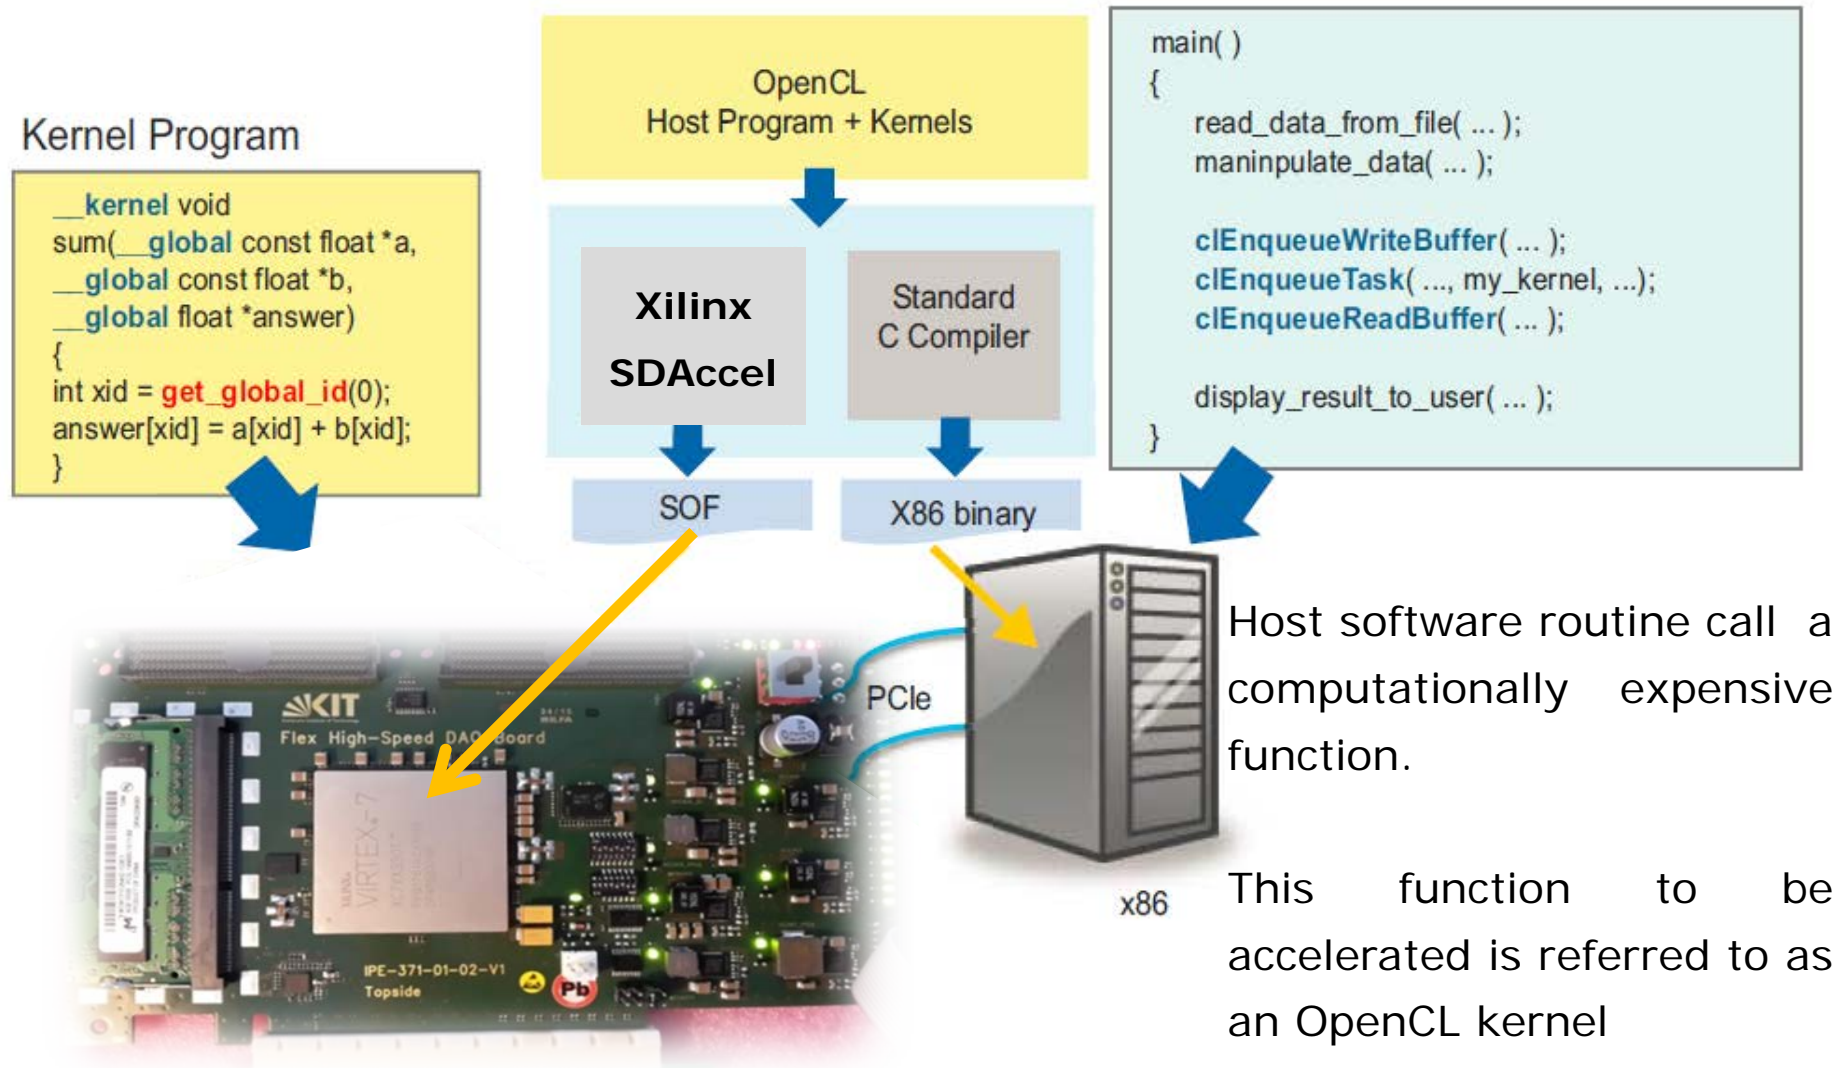 Kernel Program
__kernel void
sum(__global const float *a,
__global const float *b,
__global float *answer)
{
int xid = get_global_id(0);
answer[xid] = a[xid] + b[xid];
}
OpenCL
Host Program + Kernels
Xilinx
SDAccel
Standard
C Compiler
SOF
X86 binary
main( )
{
read_data_from_file( ... );
maninpulate_data( ... );
clEnqueueWriteBuffer( ... );
clEnqueueTask( ..., my_kernel, ...);
clEnqueueReadBuffer( ... );
display_result_to_user( ... );
}
PCIe
x86
KIT
Flex High-Speed DAQ Board
VIRTEX-7
IPE-371-01-02-V1
Topside
Pb
Host software routine call a
computationally expensive
function.
This function to be
accelerated is referred to as
an OpenCL kernel